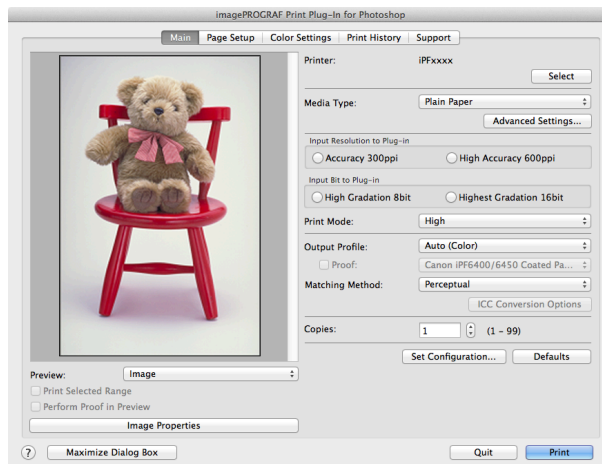 imagePROGRAF Print Plug-In for Photoshop
Main Page Setup Color Settings Print History Support
Printer: iPFxxxx
Select
Media Type: Plain Paper
Advanced Settings...
Input Resolution to Plug-in
Accuracy 300ppi High Accuracy 600ppi
Input Bit to Plug-in
High Gradation 8bit Highest Gradation 16bit
Print Mode: High
Output Profile: Auto (Color)
Proof: Canon iPF6400/6450 Coated Pa...
Matching Method: Perceptual
ICC Conversion Options
Copies: 1 (1 - 99)
Set Configuration... Defaults
Preview: Image
Print Selected Range
Perform Proof in Preview
Image Properties
? Maximize Dialog Box Quit Print